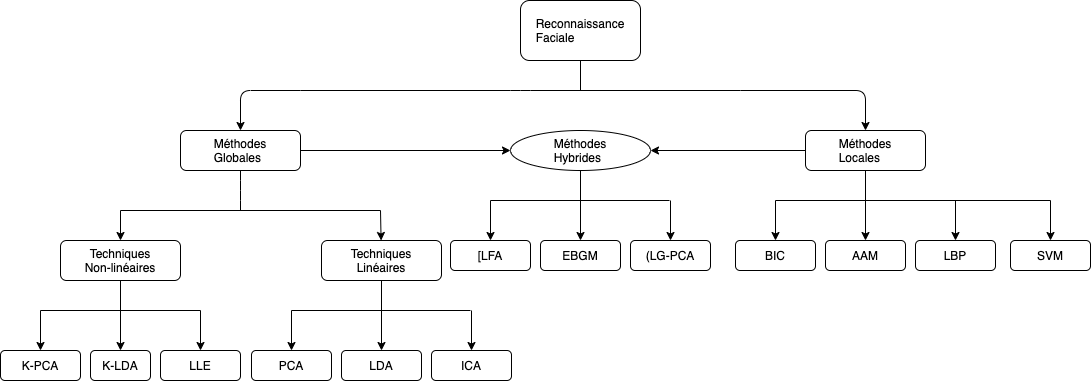 Reconnaissance
Faciale
Méthodes
Globales
Méthodes
Hybrides
Méthodes
Locales
Techniques
Non-linéaires
Techniques
Linéaires
[LFA
EBGM
(LG-PCA
BIC
AAM
LBP
SVM
K-PCA
K-LDA
LLE
PCA
LDA
ICA